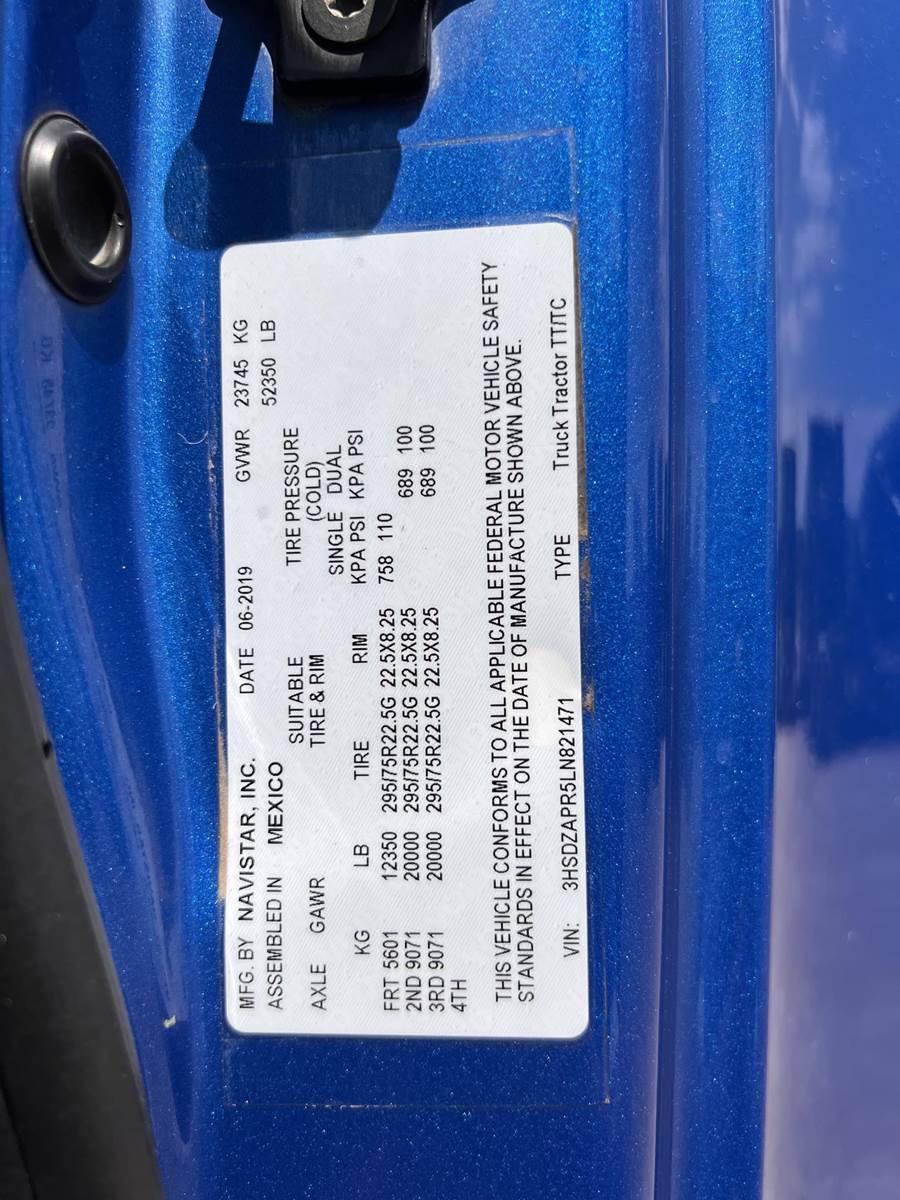 MFG. BY NAVISTAR, INC. DATE 06-2019 GVWR 23745 KG
ASSEMBLED IN MEXICO 52350 LB
SUITABLE TIRE PRESSURE
AXLE GAWR TIRE & RIM (COLD)
SINGLE DUAL
KG LB TIRE RIM KPA PSI KPA PSI
FRT 5601 12350 295/75R22.5G 22.5X8.25 758 110
2ND 9071 20000 295/75R22.5G 22.5X8.25 689 100
3RD 9071 20000 295/75R22.5G 22.5X8.25 689 100
4TH
THIS VEHICLE CONFORMS TO ALL APPLICABLE FEDERAL MOTOR VEHICLE SAFETY
STANDARDS IN EFFECT ON THE DATE OF MANUFACTURE SHOWN ABOVE.
VIN: 3HSDZAPR5LN821471 TYPE Truck Tractor TT/TC